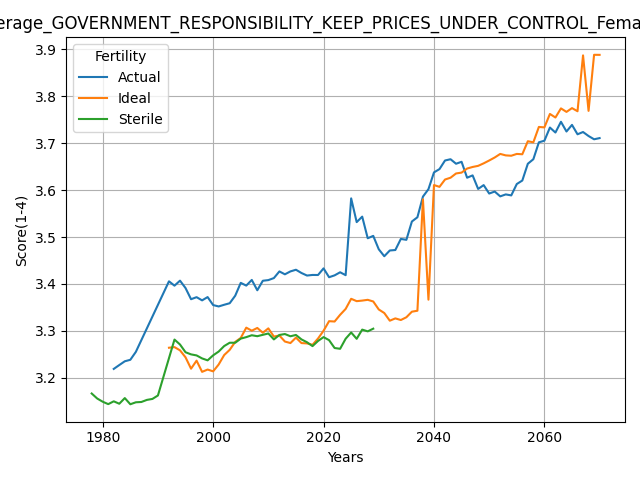 erage_GOVERNMENT_RESPONSIBILITY_KEEP_PRICES_UNDER_CONTROL_Fema
3.9
3.8
3.7
3.6
3.5
3.4
3.3
3.2
Score(1-4)
Fertility
Actual
Ideal
Sterile
1980
2000
2020
2040
2060
Years